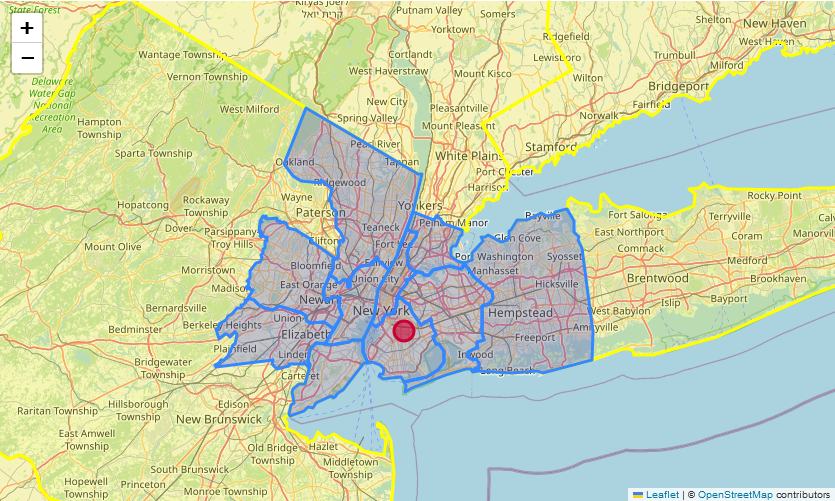 State Forest
Kiryas Joel /
קרית יואל
Putnam Valley
Somers
Shelton
New Haven
+
−
Wantage Township
Vernon Township
Cortlandt
Yorktown
Ridgefield
Lewisboro
Trumbull
West Haven
Milford
West Haverstraw
Mount Kisco
Wilton
Bridgeport
Delaware
Water Gap
National
Recreation
Area
Hampton
Township
West Milford
New City
Spring Valley
Pleasantville
Mount Pleasant
Fairfield
Norwalk
Sparta Township
Pearl River
Tappan
White Plains
Stamford
Oakland
Ridgewood
Port Chester
Harrison
Hopatcong
Rockaway
Township
Wayne
Paterson
Yonkers
Rocky Point
Parsippany
Troy Hills
Dover
Clifton
Teaneck
Fort Lee
Pelham Manor
Bayville
Glen Cove
Fort Salonga
Terryville
Mount Olive
East Northport
Commack
Coram
Morristown
Bloomfield
Fairview
Port
Washington
Manhasset
Syosset
Medford
Manorville
Madison
East Orange
Union City
Hicksville
Brentwood
Brookhaven
Bernardsville
Newark
New York
Hempstead
Islip
Bayport
Bedminster
Berkeley Heights
Union
Elizabeth
West Babylon
Amityville
Freeport
Plainfield
Linden
Inwood
Long Beach
Bridgewater
Township
Carteret
Raritan Township
Hillsborough
Township
Edison
New Brunswick
East Amwell
Township
Old Bridge
Township
Hazlet
Middletown
Township
South Brunswick
Hopewell
Township
Princeton
Monroe Township
Leaflet | © OpenStreetMap contributors